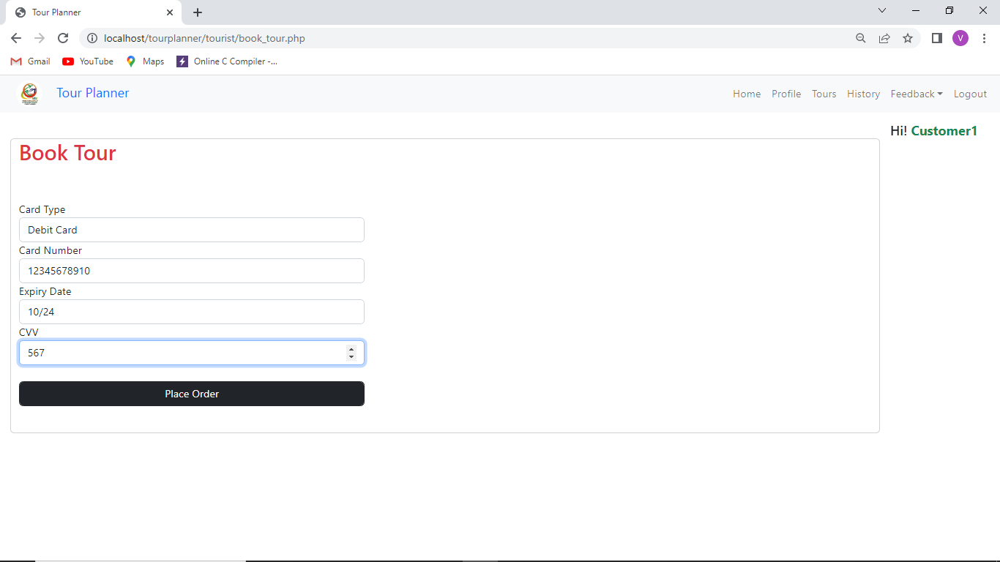 Tour Planner
localhost/tourplanner/tourist/book_tour.php
V
Gmail YouTube Maps Online C Compiler -...
Tour Planner
Home Profile Tours History Feedback Logout
Hi! Customer1
Book Tour
Card Type
Debit Card
Card Number
12345678910
Expiry Date
10/24
CVV
567
Place Order